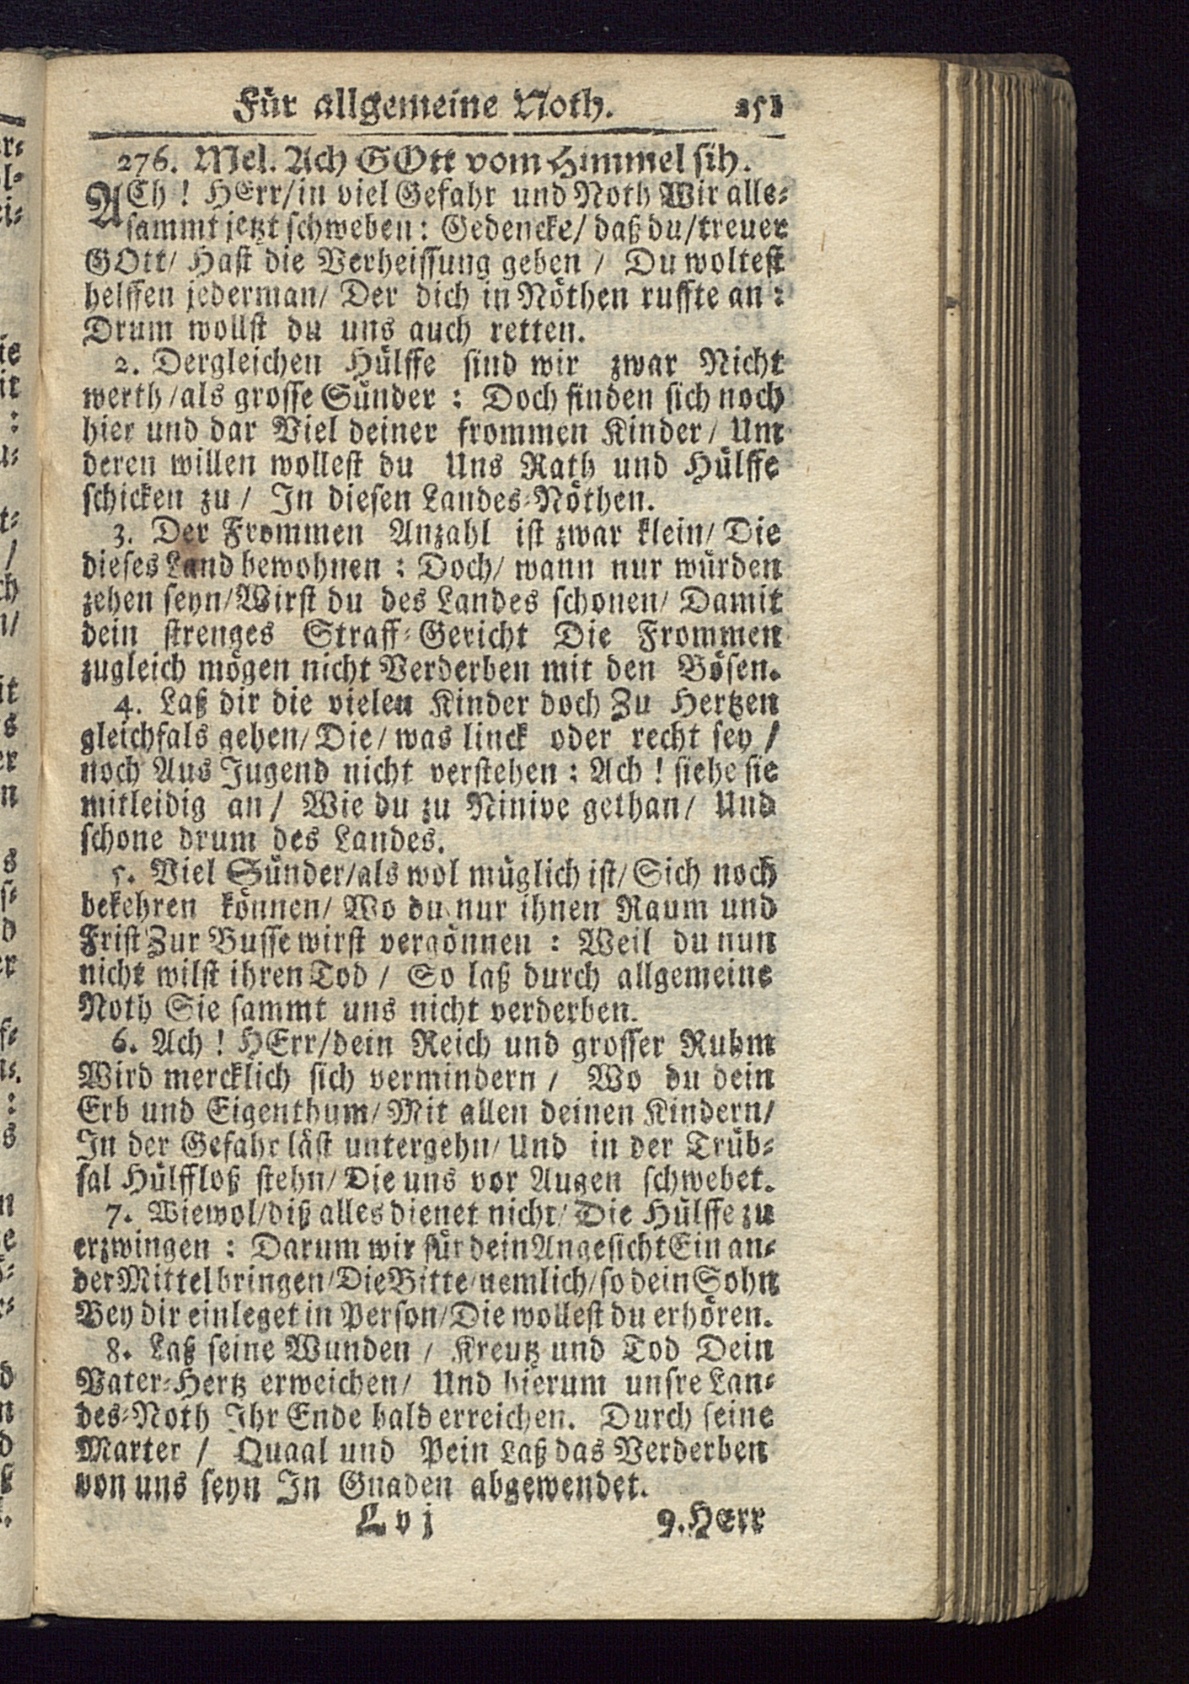 Für allgemeine Noth. 251
276. Mel. Ach GOtt vom Himmel sih.
ACh! HErr/in viel Gefahr und Noth Wir alle-
sammt jetzt schweben: Gedencke/ daß du/treuer
GOtt/ Hast die Verheissung geben / Du woltest
helffen jederman/ Der dich in Nöthen ruffte an:
Drum wollst du uns auch retten.
2. Dergleichen Hülffe sind wir zwar Nicht
werth/als grosse Sünder: Doch finden sich noch
hier und dar Viel deiner frommen Kinder/ Um
deren willen wollest du Uns Rath und Hülffe
schicken zu/ In diesen Landes-Nöthen.
3. Der Frommen Anzahl ist zwar klein/ Die
dieses Land bewohnen: Doch/ wann nur würden
zehen seyn/Wirst du des Landes schonen/ Damit
dein strenges Straff-Gericht Die Frommen
zugleich mögen nicht Verderben mit den Bösen.
4. Laß dir die vielen Kinder doch Zu Hertzen
gleichfals gehen/ Die/ was linck oder recht sey /
noch Aus Jugend nicht verstehen: Ach! siehe sie
mitleidig an/ Wie du zu Ninive gethan/ Und
schone drum des Landes.
5. Viel Sünder/als wol müglich ist/ Sich noch
bekehren können/ Wo du nur ihnen Raum und
Frist Zur Busse wirst vergönnen: Weil du nun
nicht wilst ihren Tod / So laß durch allgemeine
Noth Sie sammt uns nicht verderben.
6. Ach! HErr/dein Reich und grosser Ruhm
Wird mercklich sich vermindern / Wo du dein
Erb und Eigenthum/ Mit allen deinen Kindern/
In der Gefahr läst untergehn/ Und in der Trüb-
sal Hülffloß stehn/ Die uns vor Augen schwebet.
7. Wiewol/diß alles dienet nicht/ Die Hülffe zu
erzwingen: Darum wir für dein Angesicht Ein an-
der Mittel bringen/Die Bitte/nemlich/so dein Sohn
Bey dir einleget in Person/Die wollest du erhören.
8. Laß seine Wunden / Kreutz und Tod Dein
Vater-Hertz erweichen/ Und hierum unsre Lan-
des-Noth Ihr Ende bald erreichen. Durch seine
Marter / Quaal und Pein Laß das Verderben
von uns seyn In Gnaden abgewendet.
L v j 9. Herr